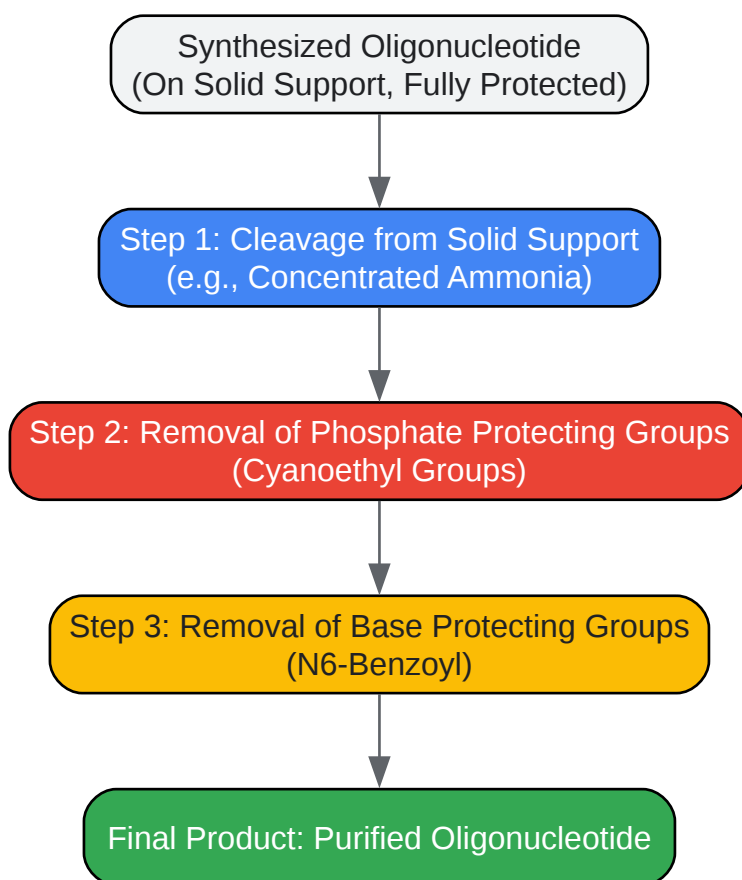 Synthesized Oligonucleotide
(On Solid Support, Fully Protected)
Step 1: Cleavage from Solid Support
(e.g., Concentrated Ammonia)
Step 2: Removal of Phosphate Protecting Groups
(Cyanoethyl Groups)
Step 3: Removal of Base Protecting Groups
(N6-Benzoyl)
Final Product: Purified Oligonucleotide